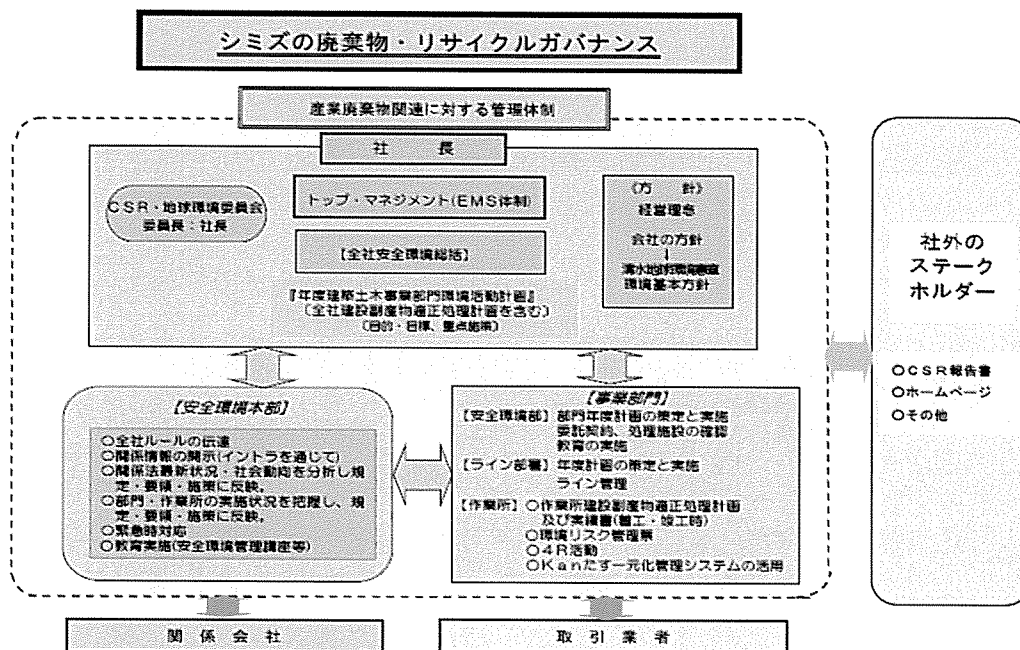 シミズの廃棄物・リサイクルガバナンス
産業廃棄物関連に対する管理体制
社　長
CSR・地球環境委員会
委員長：社長
トップ・マネジメント(EMS体制)
【全社安全環境総括】
『年度建築土木事業部門環境活動計画』
（全社建設副産物適正処理計画を含む）
（目的・目標、重点施策）
《方　針》
経営理念
会社の方針
↓
清水地球環境憲章
環境基本方針
【安全環境本部】
○全社ルールの伝達
○関係情報の開示(イントラを通じて)
○関係法最新状況・社会動向を分析し規
定・要領・施策に反映。
○部門・作業所の実施状況を把握し、規
定・要領・施策に反映。
○緊急時対応
○教育実施(安全環境管理講座等)
【事業部門】
【安全環境部】 部門年度計画の策定と実施
委託契約、処理施設の確認
教育の実施
【ライン部署】 年度計画の策定と実施
ライン管理
【作業所】 ○作業所建設副産物適正処理計画
及び実績書(着工・竣工時)
○環境リスク管理票
○4R活動
○Kanたす一元化管理システムの活用
関係会社
取引業者
社外の
ステーク
ホルダー
○CSR報告書
○ホームページ
○その他